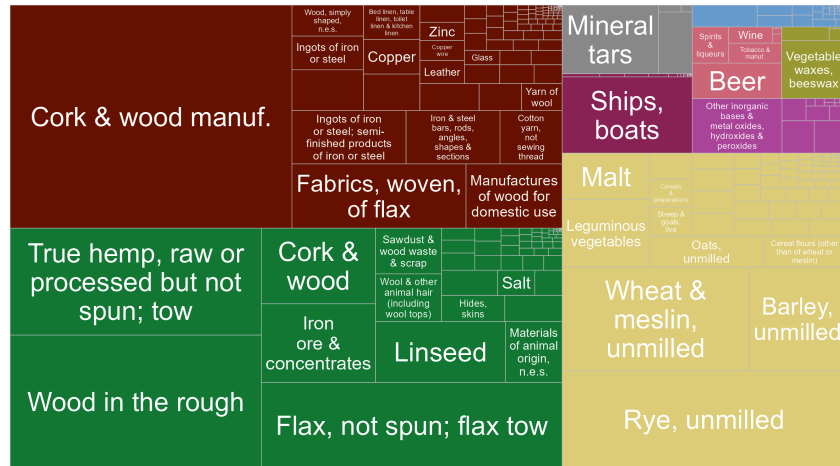 Cork & wood manuf.
Wood, simply
shaped,
n.e.s.
Bed linen, table
linen, toilet
linen & kitchen
linen
Ingots of iron
or steel
Copper
Zinc
Copper
wire
Leather
Glass
Yarn of
wool
Ingots of iron
or steel; semi-
finished products
of iron or steel
Iron & steel
bars, rods,
angles,
shapes &
sections
Cotton
yarn,
not
sewing
thread
Fabrics, woven,
of flax
Manufactures
of wood for
domestic use
Mineral
tars
Ships,
boats
Spirits
&
liqueurs
Wine
Tobacco &
manut.
Beer
Vegetable
waxes,
beeswax
Other inorganic
bases &
metal oxides,
hydroxides &
peroxides
True hemp, raw or
processed but not
spun; tow
Wood in the rough
Cork &
wood
Iron
ore &
concentrates
Sawdust &
wood waste
& scrap
Wool & other
animal hair
(including
wool tops)
Salt
Hides,
skins
Linseed
Materials
of animal
origin,
n.e.s.
Flax, not spun; flax tow
Malt
Leguminous
vegetables
Cereals
&
preparations
Sheep &
goats,
live
Oats,
unmilled
Cereal flours (other
than of wheat or
meslin)
Wheat &
meslin,
unmilled
Barley,
unmilled
Rye, unmilled